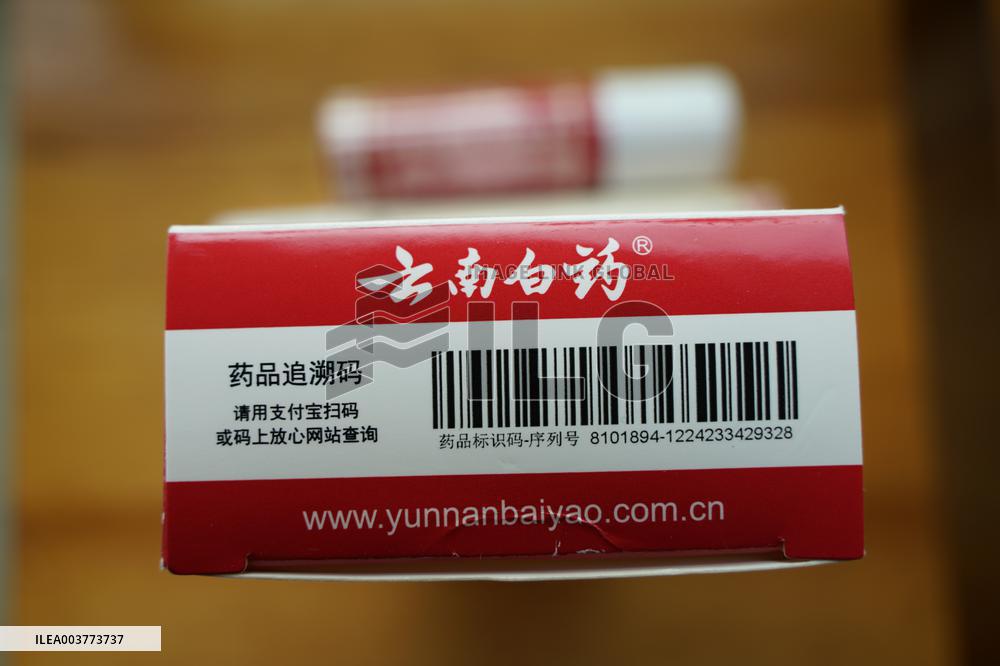 云南白药®
IMAGE LINK GLOBAL
ILG
药品追溯码
请用支付宝扫码
或码上放心网站查询
药品标识码-序列号 8101894-1224233429328
www.yunnanbaiyao.com.cn
ILEA003773737